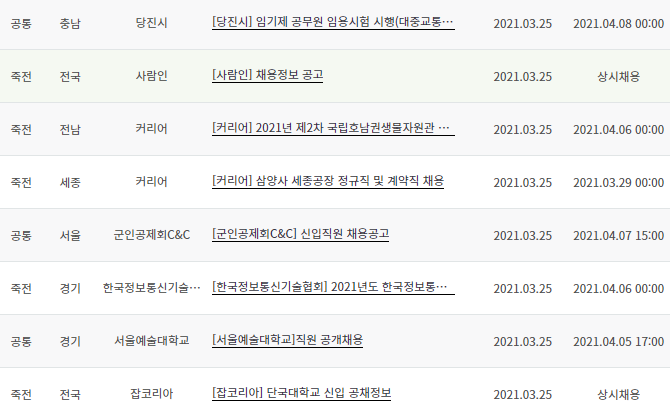 공통 충남 당진시 [당진시] 임기제 공무원 임용시험 시행(대중교통⋯ 2021.03.25 2021.04.08 00:00
죽전 전국 사람인 [사람인] 채용정보 공고 2021.03.25 상시채용
죽전 전남 커리어 [커리어] 2021년 제2차 국립호남권생물자원관 ⋯ 2021.03.25 2021.04.06 00:00
죽전 세종 커리어 [커리어] 삼양사 세종공장 정규직 및 계약직 채용 2021.03.25 2021.03.29 00:00
공통 서울 군인공제회C&C [군인공제회C&C] 신입직원 채용공고 2021.03.25 2021.04.07 15:00
죽전 경기 한국정보통신기술⋯ [한국정보통신기술협회] 2021년도 한국정보통⋯ 2021.03.25 2021.04.06 00:00
공통 경기 서울예술대학교 [서울예술대학교]직원 공개채용 2021.03.25 2021.04.05 17:00
죽전 전국 잡코리아 [잡코리아] 단국대학교 신입 공채정보 2021.03.25 상시채용